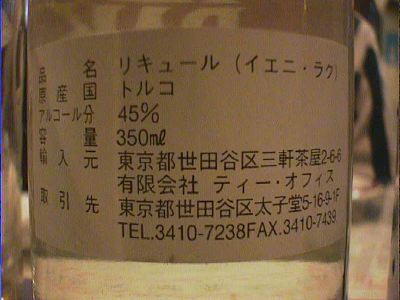 品名 リキュール (イエニ・ラク)
原産国 トルコ
アルコール分 45%
容量 350mℓ
輸入元 東京都世田谷区三軒茶屋2-6-6
有限会社 ティー・オフィス
取引先 東京都世田谷区太子堂5-16-9-1F
TEL.3410-7238FAX.3410-7439